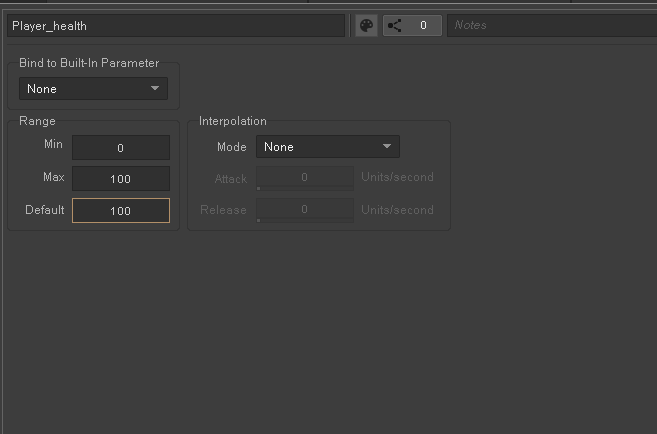 Player_health 0 Notes
Bind to Built-In Parameter
None
Range Interpolation
Min 0 Mode None
Max 100 Attack 0 Units/second
Default 100 Release 0 Units/second